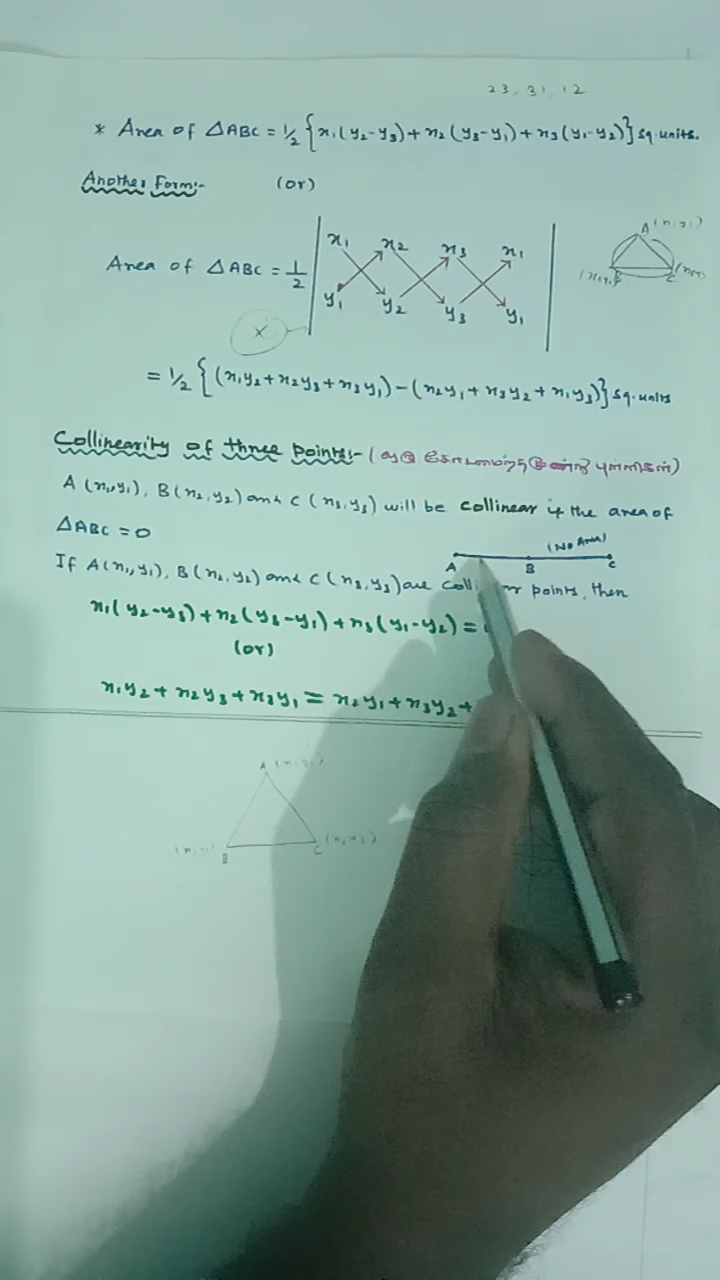 23, 31, 12
* Area of ΔABC = 1/2 {x1(y2-y3)+x2(y3-y1)+x3(y1-y2)} sq.units.
Another Form:- (or)
A
C
Area of ΔABC = 1/2 | x1 x2 x3 x1
y1 y2 y3 y1 |
x
= 1/2 {(x1y2+x2y3+x3y1)-(x2y1+x3y2+x1y3)} sq.units
Collinearity of three points:- (
A(x1,y1), B(x2,y2) and C(x3,y3) will be collinear if the area of
ΔABC = 0
(No Area)
A B C
If A(x1,y1), B(x2,y2) and C(x3,y3) are points, then
x1(y2-y3)+x2(y3-y1)+x3(y1-y2)=
(or)
x1y2+x2y3+x3y1 = x2y1+x3y2+
A
B C